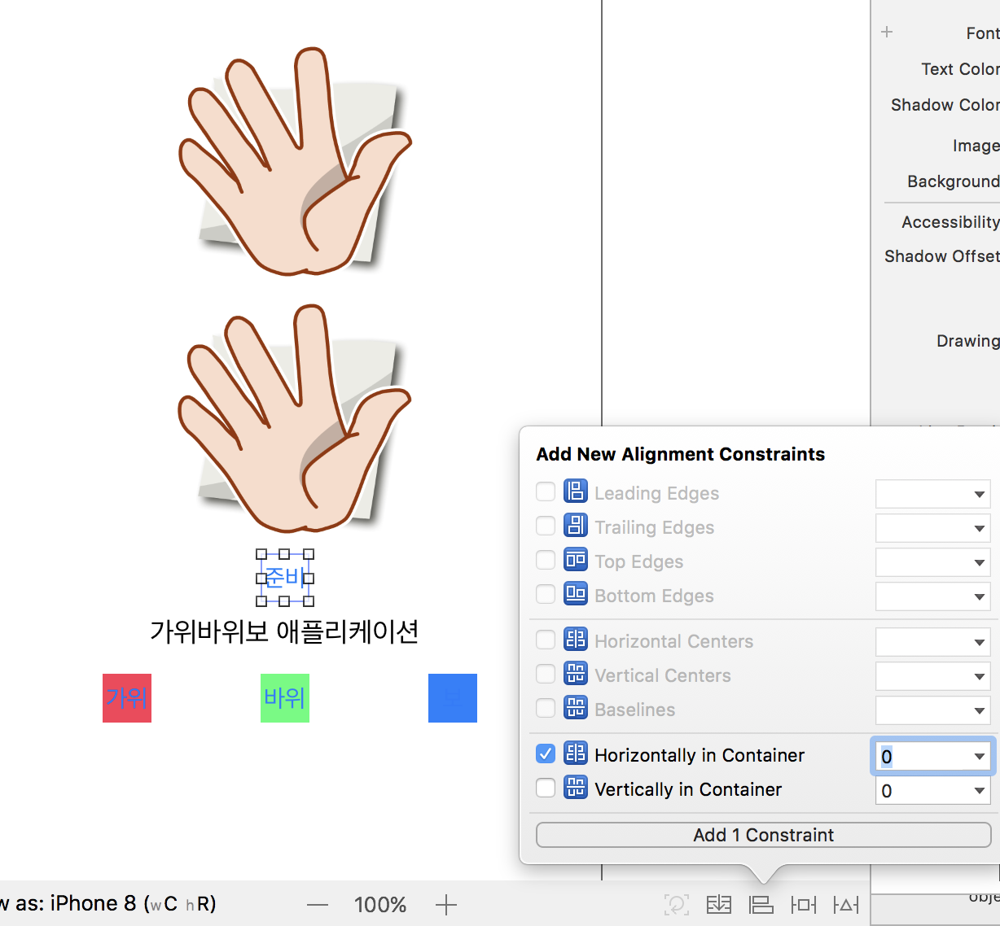 Font
Text Color
Shadow Color
Image
Background
Accessibility
Shadow Offset
Drawing
Add New Alignment Constraints
Leading Edges
Trailing Edges
Top Edges
Bottom Edges
Horizontal Centers
Vertical Centers
Baselines
Horizontally in Container 0
Vertically in Container 0
Add 1 Constraint
준비
가위바위보 애플리케이션
가위 바위 보
w as: iPhone 8 (wC hR) — 100% +
obje